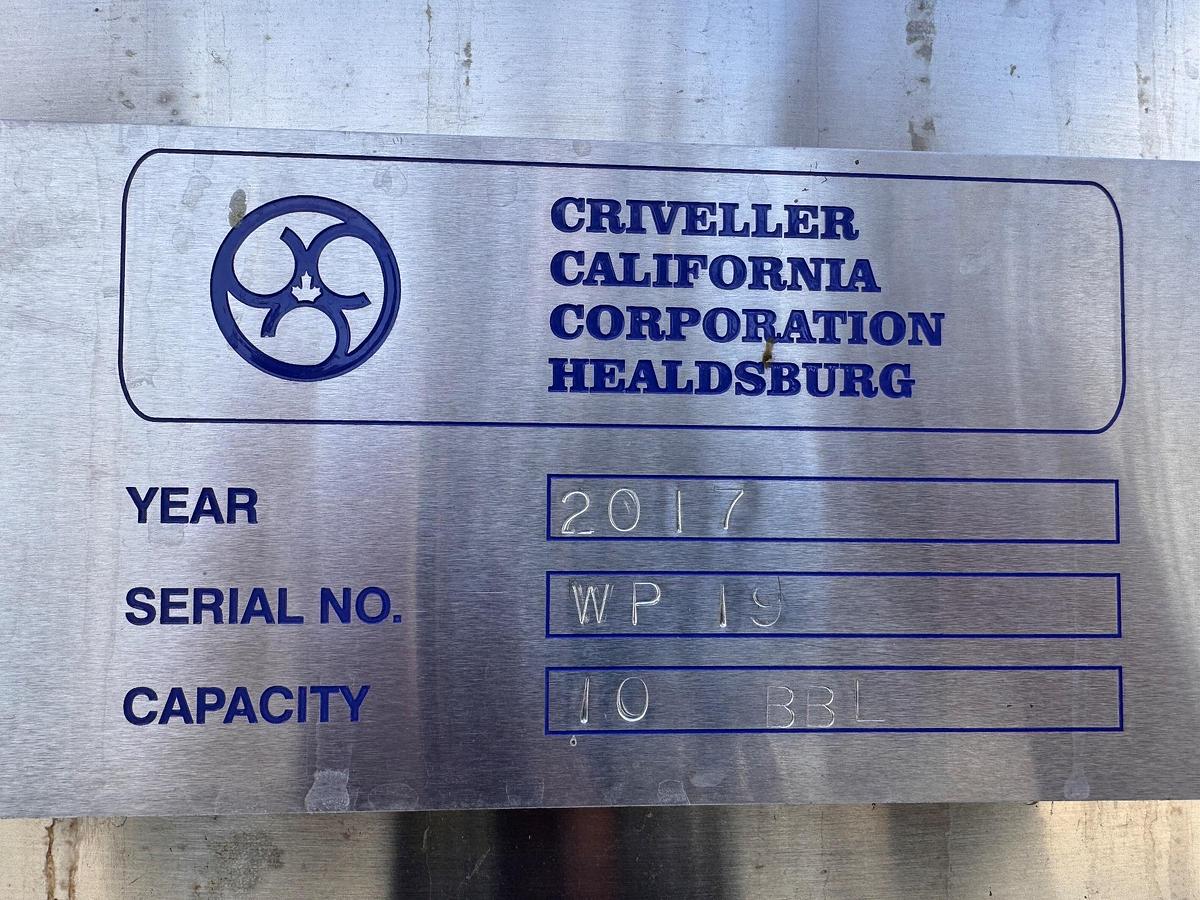 CRIVELLER
CALIFORNIA
CORPORATION
HEALDSBURG
YEAR 2017
SERIAL NO. WP 19
CAPACITY 10 BBL